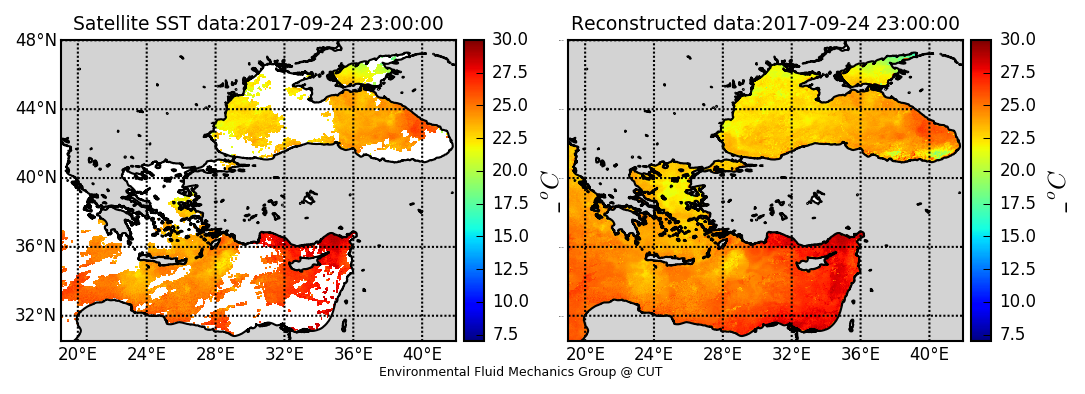 Satellite SST data:2017-09-24 23:00:00
Reconstructed data:2017-09-24 23:00:00
48°N
44°N
40°N
36°N
32°N
20°E 24°E 28°E 32°E 36°E 40°E
30.0
27.5
25.0
22.5
20.0
17.5
15.0
12.5
10.0
7.5
_°C
20°E 24°E 28°E 32°E 36°E 40°E
30.0
27.5
25.0
22.5
20.0
17.5
15.0
12.5
10.0
7.5
_°C
Environmental Fluid Mechanics Group @ CUT